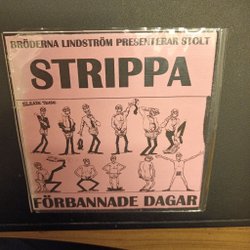 BRÖDERNA LINDSTRÖM PRESENTERAR STOLT
STRIPPA
FÖRBANNADE DAGAR